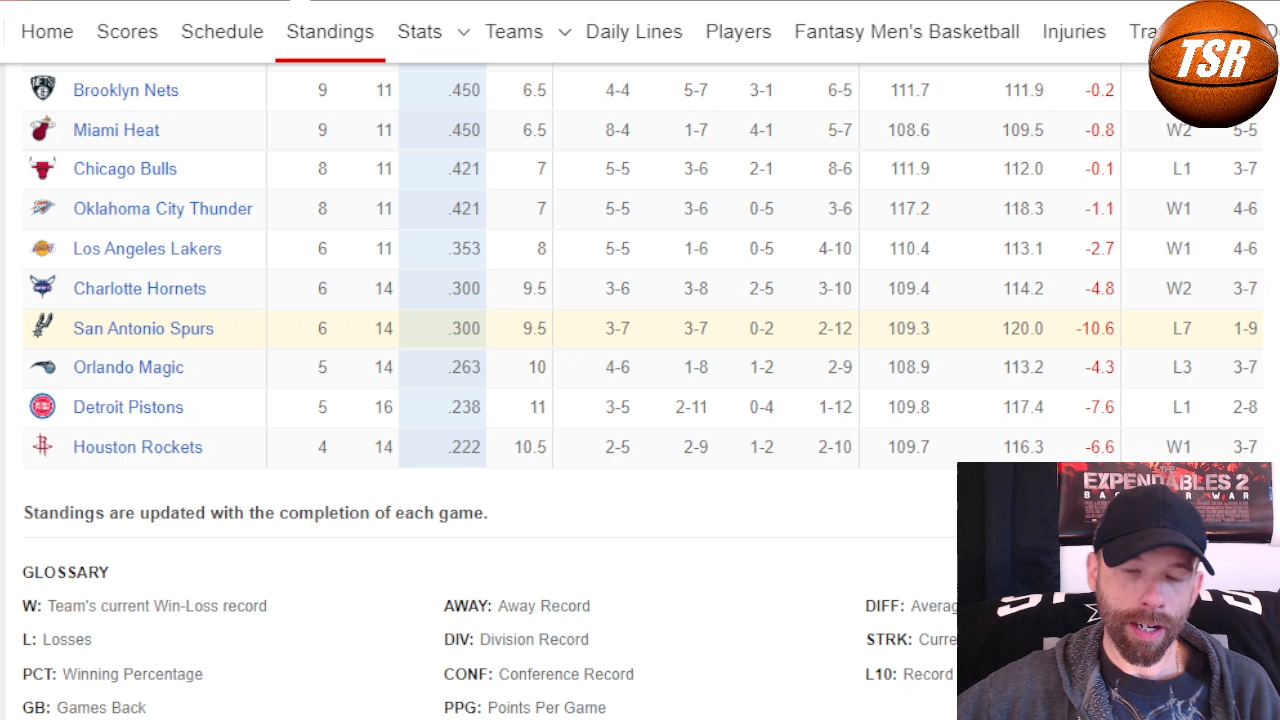 Home Scores Schedule Standings Stats Teams Daily Lines Players Fantasy Men's Basketball Injuries Tra
TSR
Brooklyn Nets 9 11 .450 6.5 4-4 5-7 3-1 6-5 111.7 111.9 -0.2
Miami Heat 9 11 .450 6.5 8-4 1-7 4-1 5-7 108.6 109.5 -0.8 W2 5-5
Chicago Bulls 8 11 .421 7 5-5 3-6 2-1 8-6 111.9 112.0 -0.1 L1 3-7
Oklahoma City Thunder 8 11 .421 7 5-5 3-6 0-5 3-6 117.2 118.3 -1.1 W1 4-6
Los Angeles Lakers 6 11 .353 8 5-5 1-6 0-5 4-10 110.4 113.1 -2.7 W1 4-6
Charlotte Hornets 6 14 .300 9.5 3-6 3-8 2-5 3-10 109.4 114.2 -4.8 W2 3-7
San Antonio Spurs 6 14 .300 9.5 3-7 3-7 0-2 2-12 109.3 120.0 -10.6 L7 1-9
Orlando Magic 5 14 .263 10 4-6 1-8 1-2 2-9 108.9 113.2 -4.3 L3 3-7
Detroit Pistons 5 16 .238 11 3-5 2-11 0-4 1-12 109.8 117.4 -7.6 L1 2-8
Houston Rockets 4 14 .222 10.5 2-5 2-9 1-2 2-10 109.7 116.3 -6.6 W1 3-7
Standings are updated with the completion of each game.
GLOSSARY
W: Team's current Win-Loss record AWAY: Away Record DIFF: Averag
L: Losses DIV: Division Record STRK: Curre
PCT: Winning Percentage CONF: Conference Record L10: Record
GB: Games Back PPG: Points Per Game
THE
EXPENDABLES 2